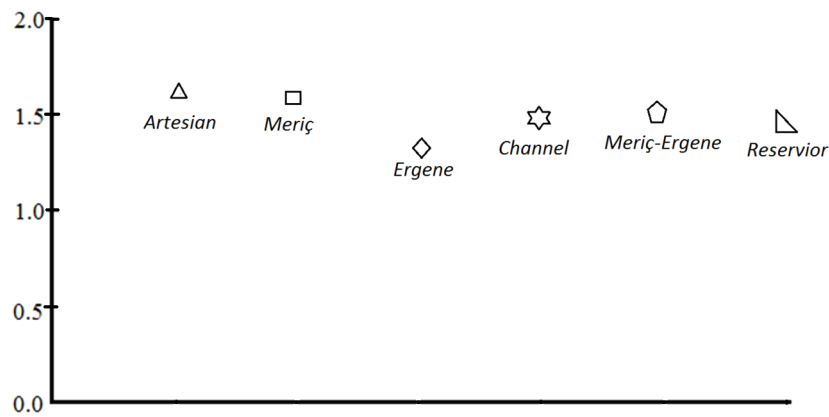 2.0
1.5
1.0
0.5
0.0
Artesian
Meriç
Ergene
Channel
Meriç-Ergene
Reservior